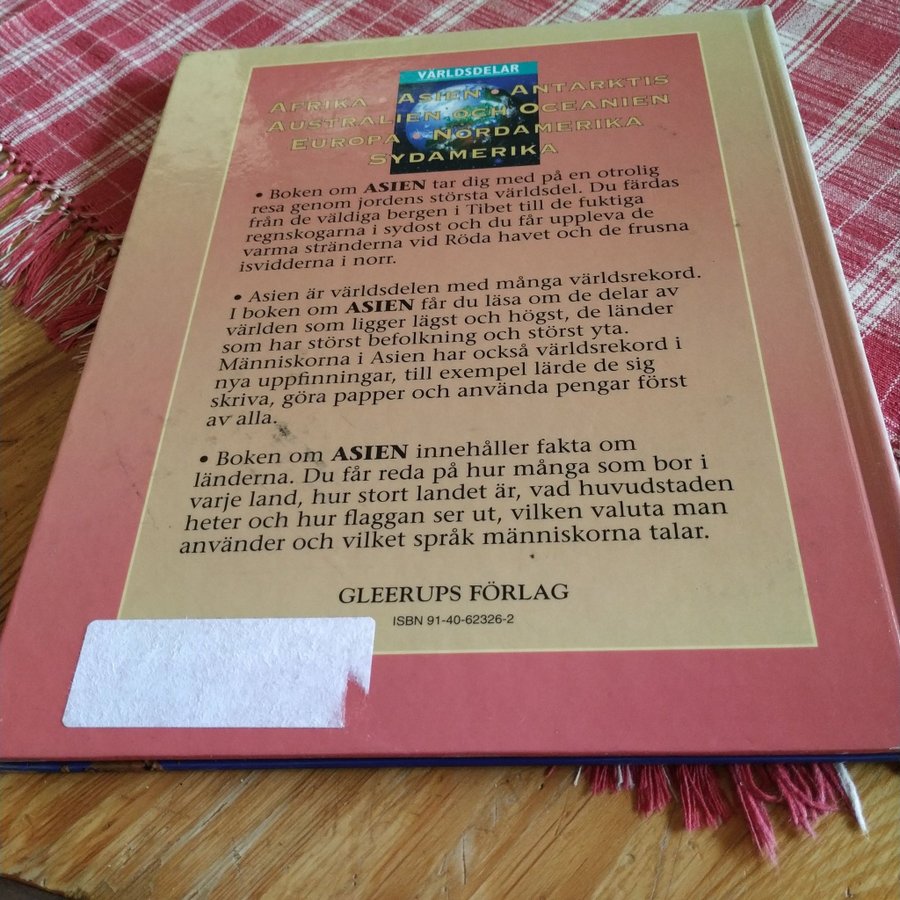 VÄRLDSDELAR
AFRIKA • ASIEN • ANTARKTIS
AUSTRALIEN OCH OCEANIEN
EUROPA • NORDAMERIKA
SYDAMERIKA
• Boken om ASIEN tar dig med på en otrolig
resa genom jordens största världsdel. Du färdas
från de väldiga bergen i Tibet till de fuktiga
regnskogarna i sydost och du får uppleva de
varma stränderna vid Röda havet och de frusna
isvidderna i norr.
• Asien är världsdelen med många världsrekord.
I boken om ASIEN får du läsa om de delar av
världen som ligger lägst och högst, de länder
som har störst befolkning och störst yta.
Männniskorna i Asien har också världsrekord i
nya uppfinningar, till exempel lärde de sig
skriva, göra papper och använda pengar först
av alla.
• Boken om ASIEN innehåller fakta om
länderna. Du får reda på hur många som bor i
varje land, hur stort landet är, vad huvudstaden
heter och hur flaggan ser ut, vilken valuta man
använder och vilket språk människorna talar.
GLEERUPS FÖRLAG
ISBN 91-40-62326-2